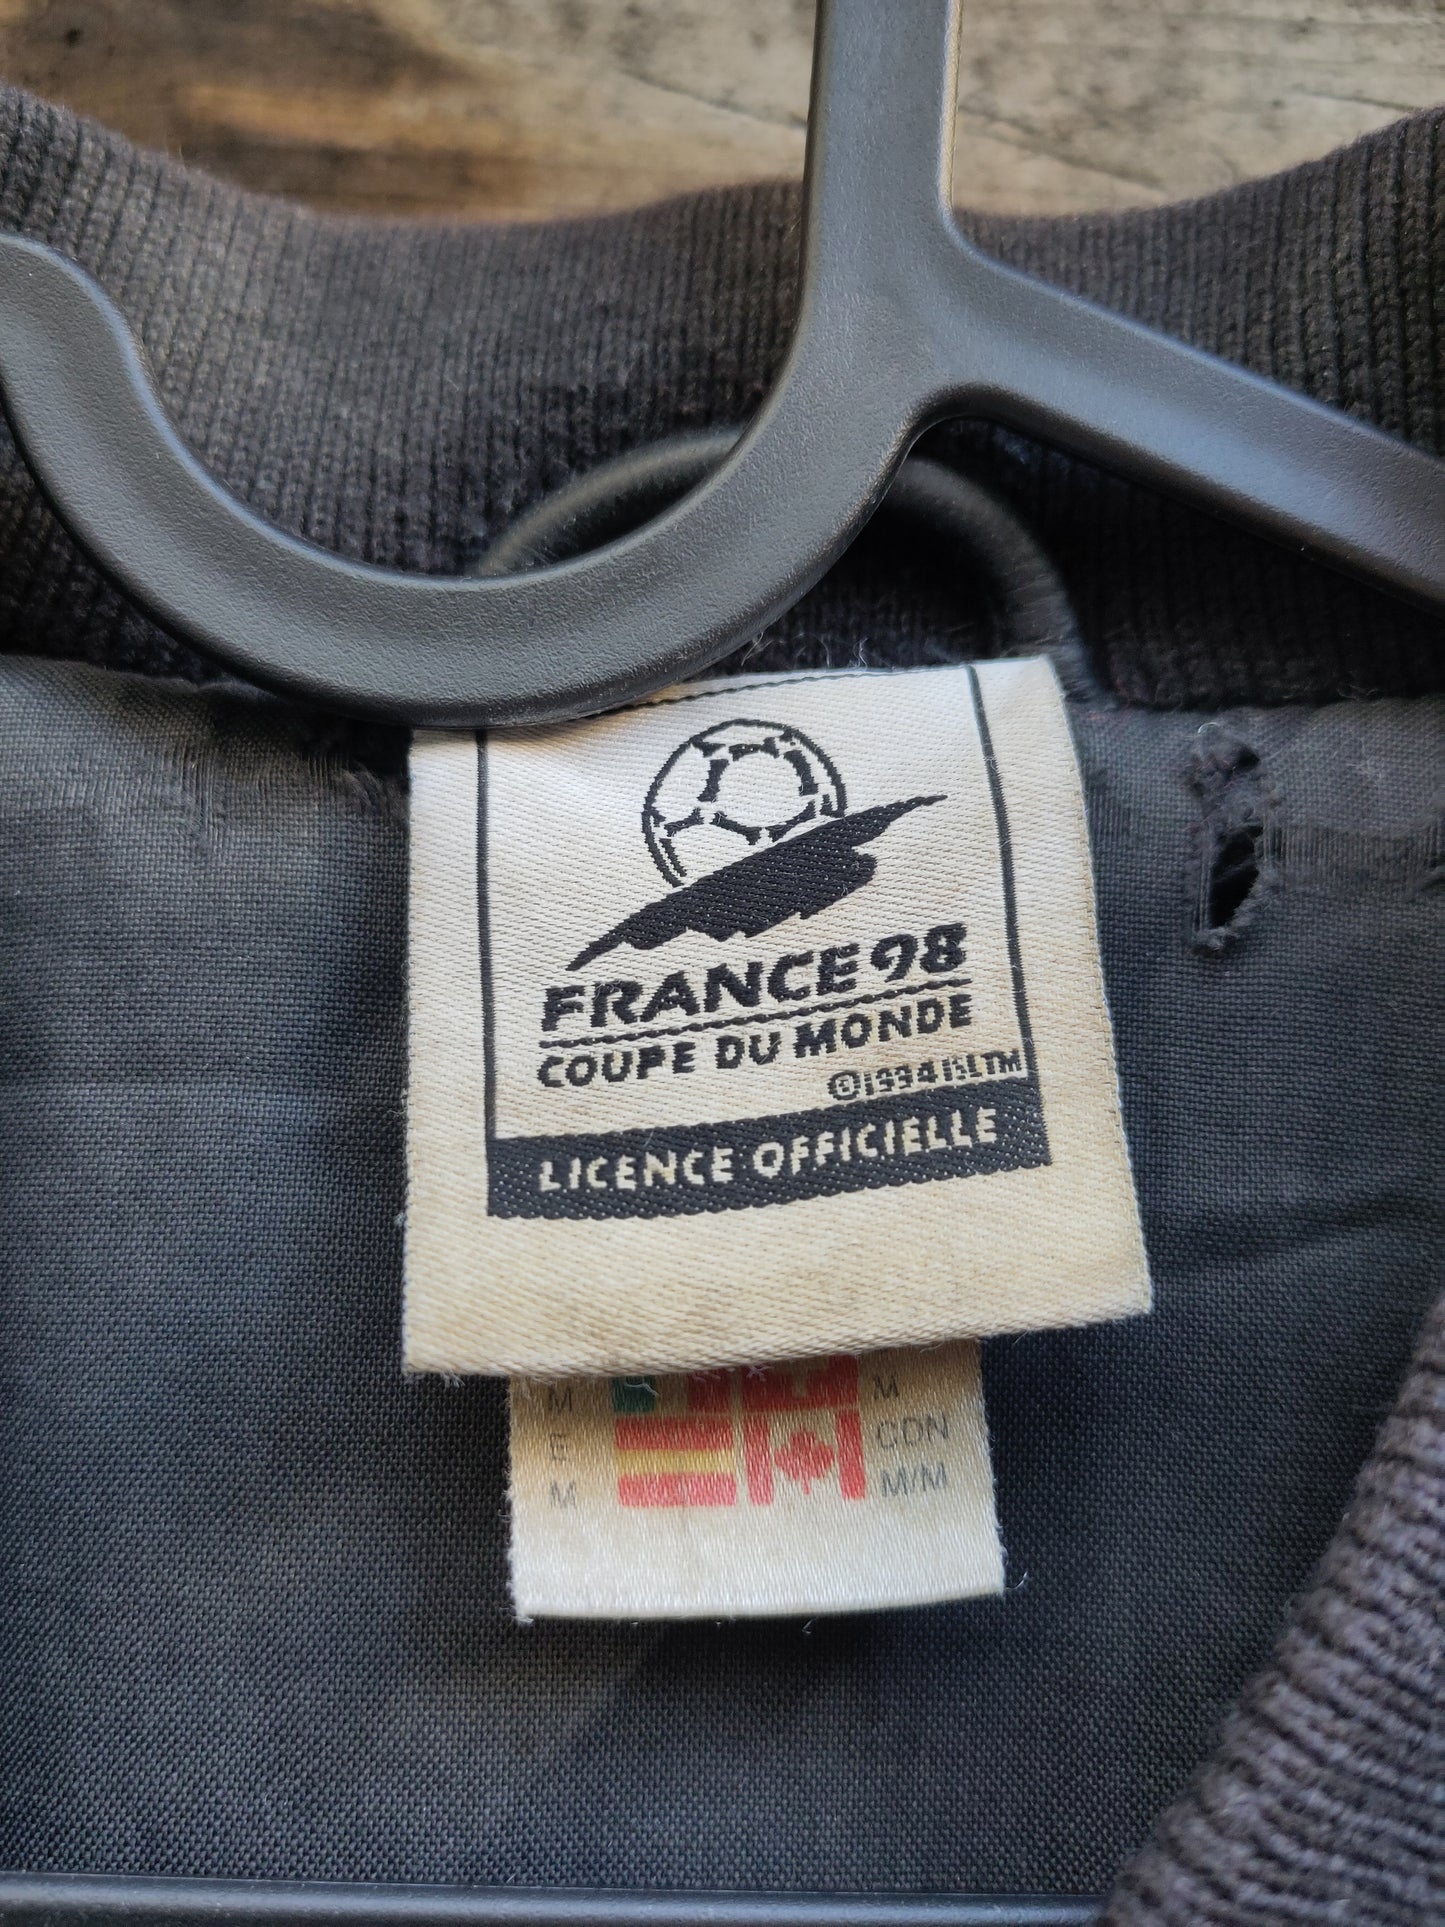 FRANCE 98
COUPE DU MONDE
©1994 ISL TM
LICENCE OFFICIELLE
M M
E CDN
M M/M